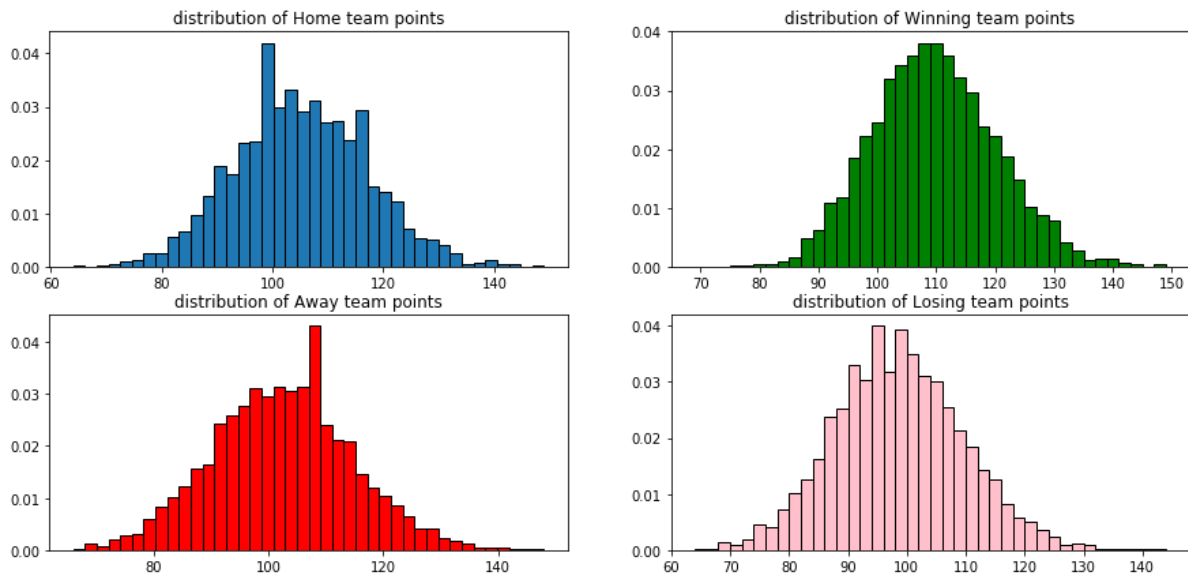 distribution of Home team points
0.04
0.03
0.02
0.01
0.00
60 80 100 120 140
distribution of Winning team points
0.04
0.03
0.02
0.01
0.00
70 80 90 100 110 120 130 140 150
distribution of Away team points
0.04
0.03
0.02
0.01
0.00
80 100 120 140
distribution of Losing team points
0.04
0.03
0.02
0.01
0.00
60 70 80 90 100 110 120 130 140